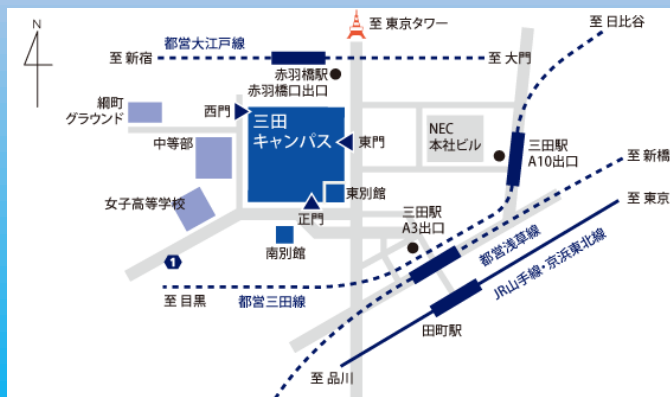 N
至 東京タワー
至 日比谷
都営大江戸線
至 新宿
至 大門
赤羽橋駅
赤羽橋口出口
綱町
グラウンド
西門
三田
キャンパス
東門
NEC
本社ビル
三田駅
A10出口
至 新橋
中等部
東別館
至 東京
女子高等学校
正門
三田駅
A3出口
南別館
都営浅草線
1
JR山手線・京浜東北線
至 目黒
都営三田線
田町駅
至 品川